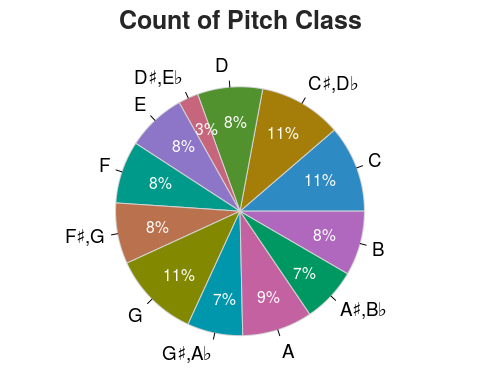 Count of Pitch Class
D
D♯,E♭
C♯,D♭
E
3%
8%
11%
8%
F
C
8%
11%
F♯,G
8%
8%
B
11%
7%
9%
7%
G
A♯,B♭
G♯,A♭
A